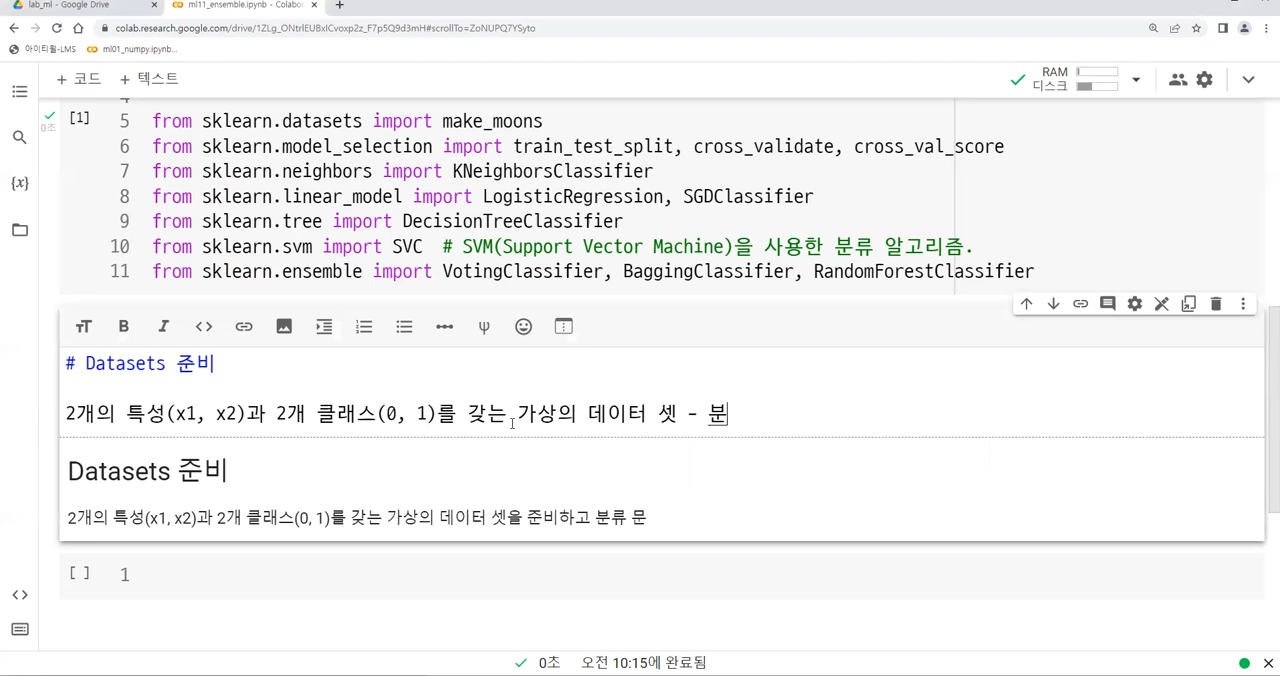 lab_ml - Google Drive
ml11_ensemble.ipynb - Colabor
colab.research.google.com/drive/1ZLg_ONtrlEUBxICvoxp2z_F7p5Q9d3mH#scrollTo=ZoNUPQ7YSyto
아이티윌-LMS
ml01_numpy.ipynb...
+ 코드 + 텍스트
RAM
디스크
[1]
0초
4
5 from sklearn.datasets import make_moons
6 from sklearn.model_selection import train_test_split, cross_validate, cross_val_score
7 from sklearn.neighbors import KNeighborsClassifier
8 from sklearn.linear_model import LogisticRegression, SGDClassifier
9 from sklearn.tree import DecisionTreeClassifier
10 from sklearn.svm import SVC # SVM(Support Vector Machine)을 사용한 분류 알고리즘.
11 from sklearn.ensemble import VotingClassifier, BaggingClassifier, RandomForestClassifier
# Datasets 준비
2개의 특성(x1, x2)과 2개 클래스(0, 1)를 갖는 가상의 데이터 셋 - 분
Datasets 준비
2개의 특성(x1, x2)과 2개 클래스(0, 1)를 갖는 가상의 데이터 셋을 준비하고 분류 문
[ ] 1
0초 오전 10:15에 완료됨